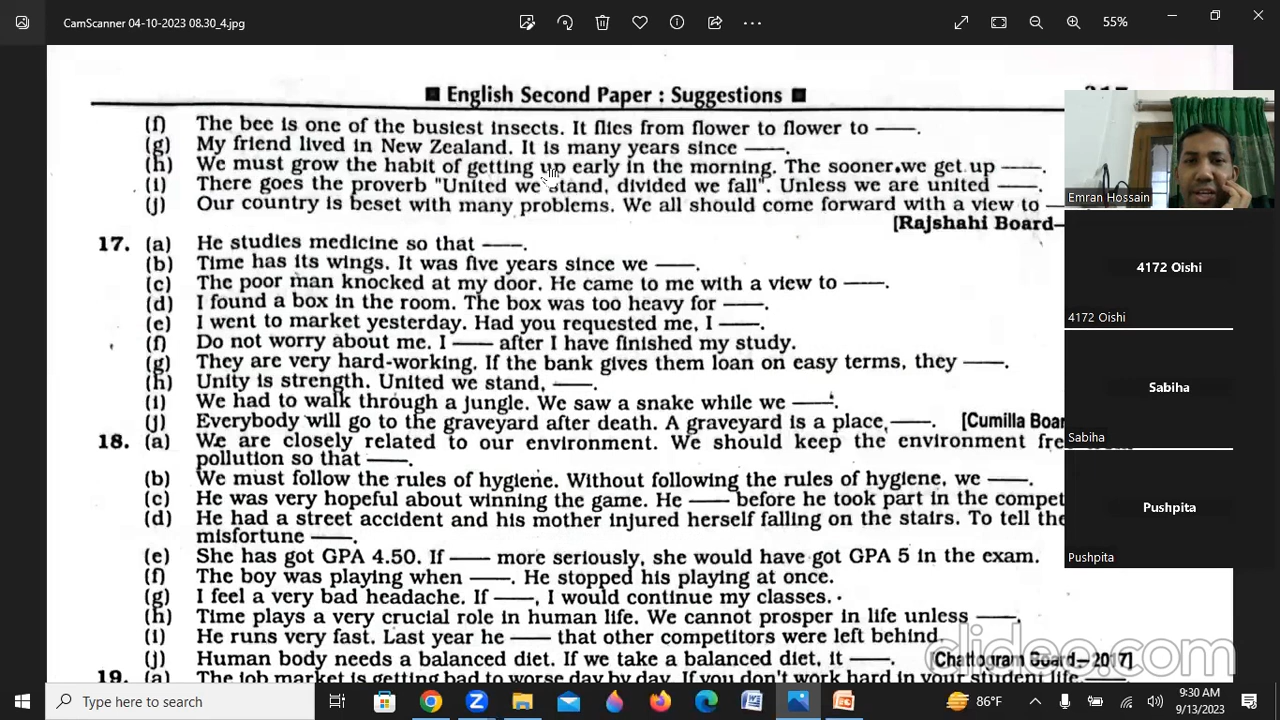 CamScanner 04-10-2023 08.30_4.jpg
55%
■ English Second Paper : Suggestions ■
(f) The bee is one of the busiest insects. It flies from flower to flower to ——.
(g) My friend lived in New Zealand. It is many years since ——.
(h) We must grow the habit of getting up early in the morning. The sooner we get up ——.
(i) There goes the proverb "United we stand, divided we fall". Unless we are united ——.
(j) Our country is beset with many problems. We all should come forward with a view to —
[Rajshahi Board–
17. (a) He studies medicine so that ——.
(b) Time has its wings. It was five years since we ——.
(c) The poor man knocked at my door. He came to me with a view to ——.
(d) I found a box in the room. The box was too heavy for ——.
(e) I went to market yesterday. Had you requested me, I ——.
(f) Do not worry about me. I —— after I have finished my study.
(g) They are very hard-working. If the bank gives them loan on easy terms, they ——.
(h) Unity is strength. United we stand, ——.
(i) We had to walk through a jungle. We saw a snake while we ——.
(j) Everybody will go to the graveyard after death. A graveyard is a place, ——. [Cumilla Boar
18. (a) We are closely related to our environment. We should keep the environment fre
pollution so that ——.
(b) We must follow the rules of hygiene. Without following the rules of hygiene, we ——.
(c) He was very hopeful about winning the game. He —— before he took part in the compet
(d) He had a street accident and his mother injured herself falling on the stairs. To tell the
misfortune ——.
(e) She has got GPA 4.50. If —— more seriously, she would have got GPA 5 in the exam.
(f) The boy was playing when ——. He stopped his playing at once.
(g) I feel a very bad headache. If ——, I would continue my classes.
(h) Time plays a very crucial role in human life. We cannot prosper in life unless ——.
(i) He runs very fast. Last year he —— that other competitors were left behind.
(j) Human body needs a balanced diet. If we take a balanced diet, it ——. [Chattogram Board–2017]
19. (a) The job market is getting bad to worse day by day. If you don't work hard in your student life, ——.
Emran Hossain
4172 Oishi
4172 Oishi
Sabiha
Sabiha
Pushpita
Pushpita
clideo.com
Type here to search
86°F
9:30 AM
9/13/2023